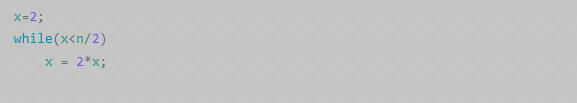 x=2;
while(x<n/2)
    x = 2*x;